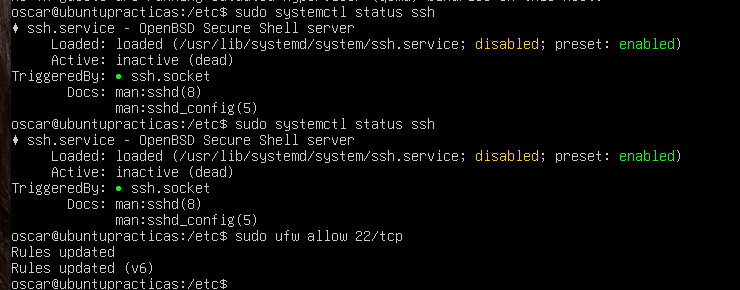 oscar@ubuntupracticas:/etc$ sudo systemctl status ssh
♦ ssh.service - OpenBSD Secure Shell server
Loaded: loaded (/usr/lib/systemd/system/ssh.service; disabled; preset: enabled)
Active: inactive (dead)
TriggeredBy: ● ssh.socket
Docs: man:sshd(8)
man:sshd_config(5)
oscar@ubuntupracticas:/etc$ sudo systemctl status ssh
♦ ssh.service - OpenBSD Secure Shell server
Loaded: loaded (/usr/lib/systemd/system/ssh.service; disabled; preset: enabled)
Active: inactive (dead)
TriggeredBy: ● ssh.socket
Docs: man:sshd(8)
man:sshd_config(5)
oscar@ubuntupracticas:/etc$ sudo ufw allow 22/tcp
Rules updated
Rules updated (v6)
oscar@ubuntupracticas:/etc$